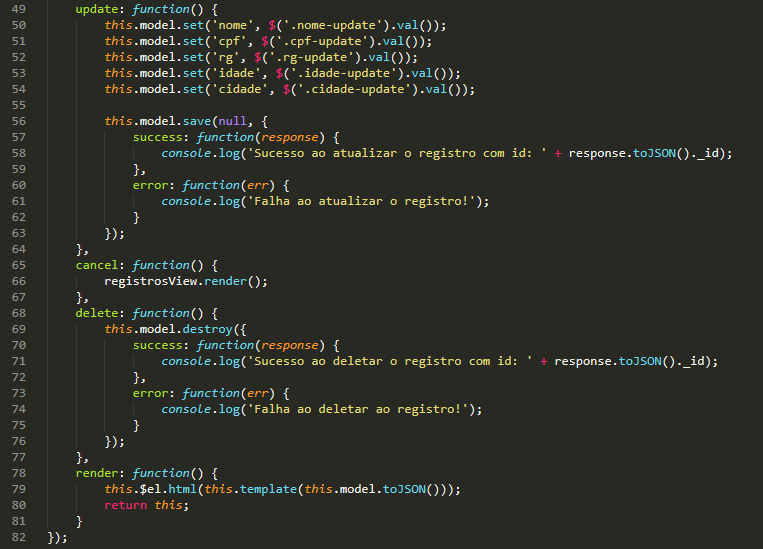 49 update: function() {
50 this.model.set('nome', $('.nome-update').val());
51 this.model.set('cpf', $('.cpf-update').val());
52 this.model.set('rg', $('.rg-update').val());
53 this.model.set('idade', $('.idade-update').val());
54 this.model.set('cidade', $('.cidade-update').val());
55
56 this.model.save(null, {
57 success: function(response) {
58 console.log('Sucesso ao atualizar o registro com id: ' + response.toJSON()._id);
59 },
60 error: function(err) {
61 console.log('Falha ao atualizar o registro!');
62 }
63 });
64 },
65 cancel: function() {
66 registrosView.render();
67 },
68 delete: function() {
69 this.model.destroy({
70 success: function(response) {
71 console.log('Sucesso ao deletar o registro com id: ' + response.toJSON()._id);
72 },
73 error: function(err) {
74 console.log('Falha ao deletar ao registro!');
75 }
76 });
77 },
78 render: function() {
79 this.$el.html(this.template(this.model.toJSON()));
80 return this;
81 }
82 });